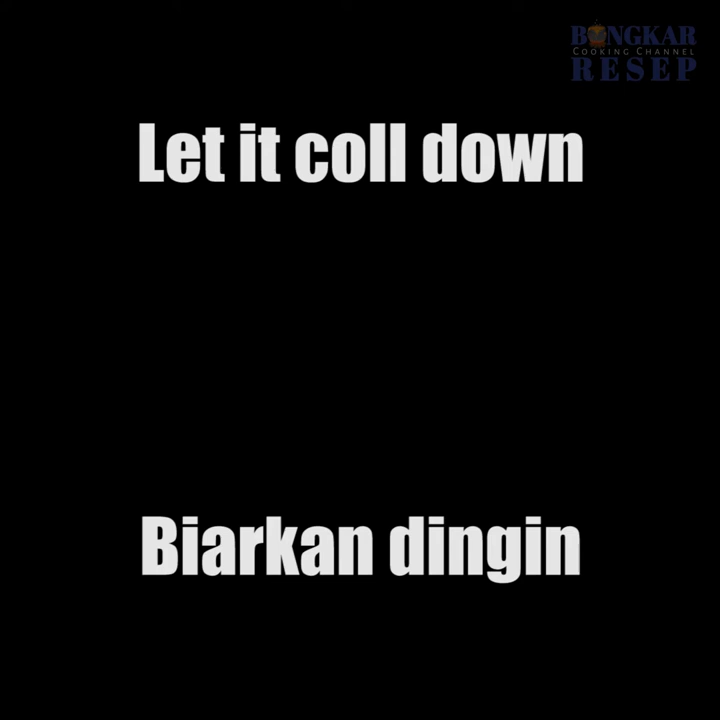 BONGKAR
COOKING CHANNEL
RESEP
Let it coll down
Biarkan dingin